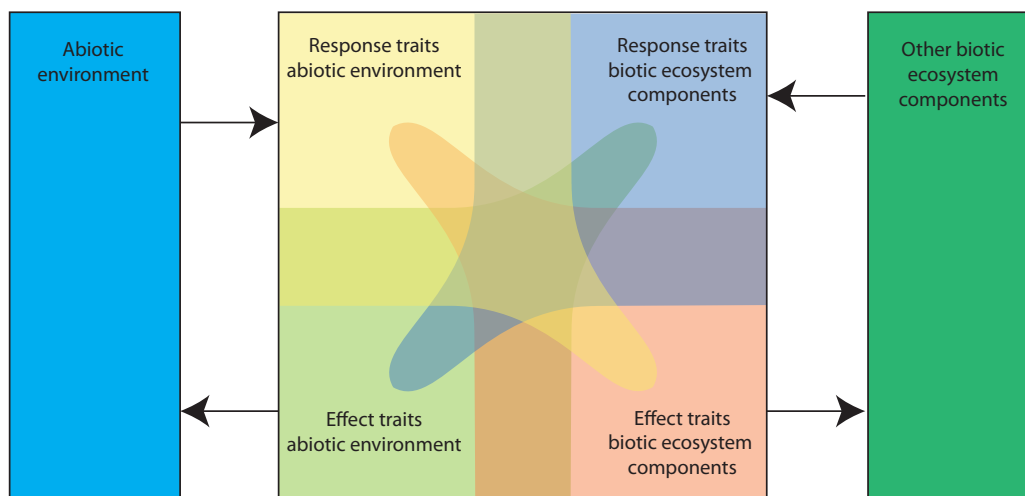 Abiotic
environment
Response traits
abiotic environment
Response traits
biotic ecosystem
components
Other biotic
ecosystem
components
Effect traits
abiotic environment
Effect traits
biotic ecosystem
components